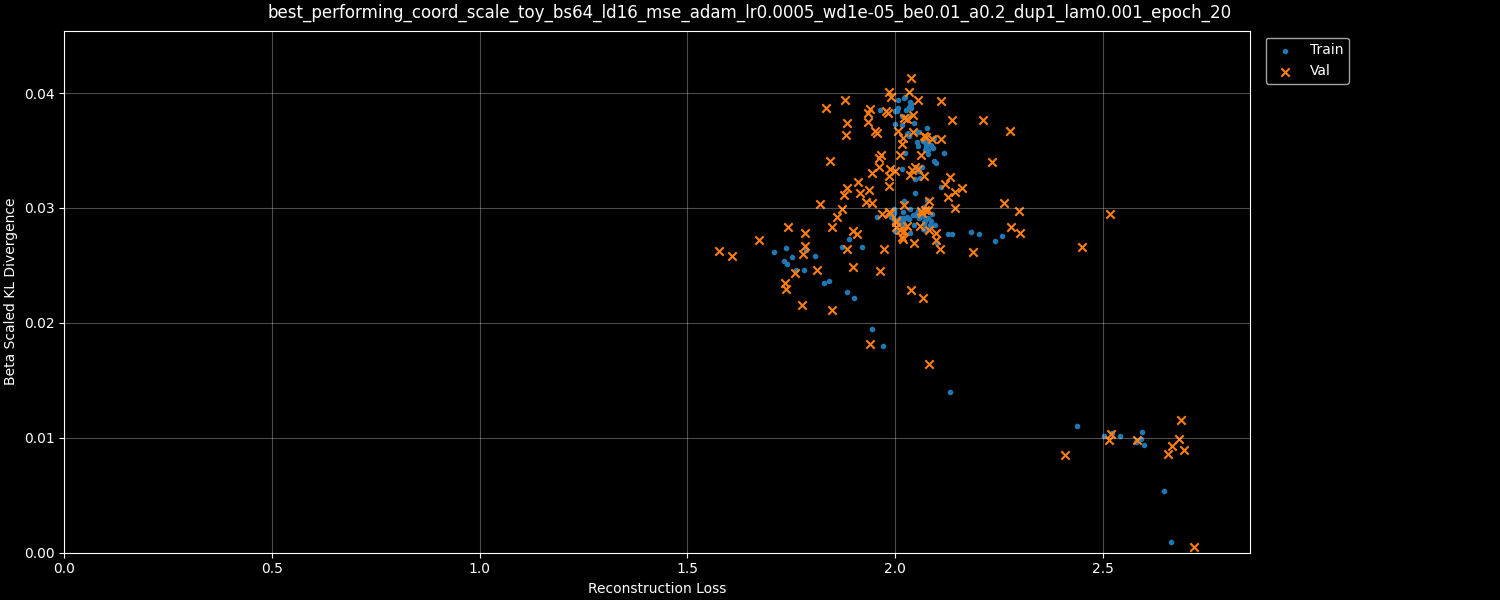 best_performing_coord_scale_toy_bs64_ld16_mse_adam_lr0.0005_wd1e-05_be0.01_a0.2_dup1_lam0.001_epoch_20
Train
Val
Beta Scaled KL Divergence
0.04
0.03
0.02
0.01
0.00
0.0
0.5
1.0
1.5
2.0
2.5
Reconstruction Loss